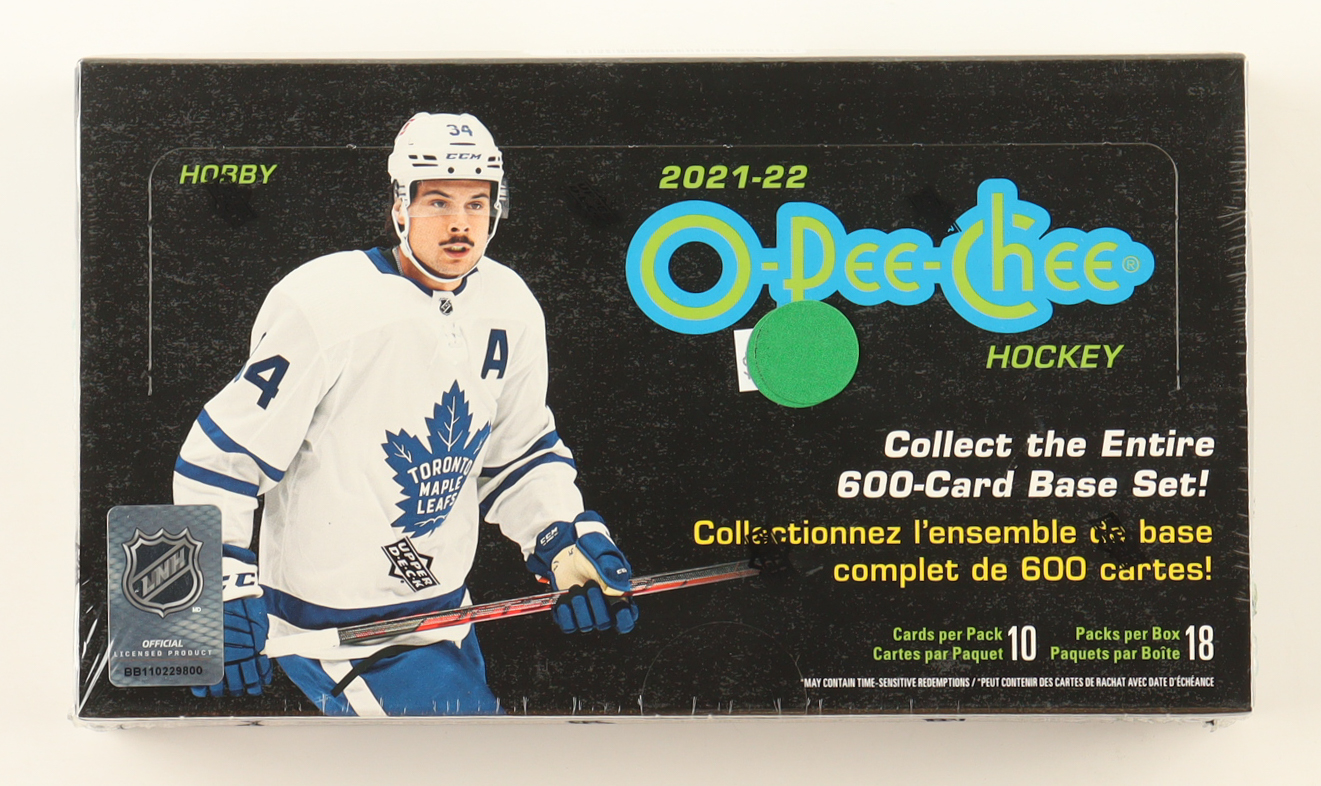 HOBBY
34
CCM
2021-22
O-Pee-Chee®
HOCKEY
A
34
TORONTO
MAPLE
LEAFS
UPPER
DECK
CCM
Collect the Entire
600-Card Base Set!
Collectionnez l'ensemble de base
complet de 600 cartes!
Cards per Pack 10
Cartes par Paquet
Packs per Box 18
Paquets par Boîte
*MAY CONTAIN TIME-SENSITIVE REDEMPTIONS / *PEUT CONTENIR DES CARTES DE RACHAT AVEC DATE D'ÉCHÉANCE
LNH
MD
OFFICIAL
LICENSED PRODUCT
BB110229800